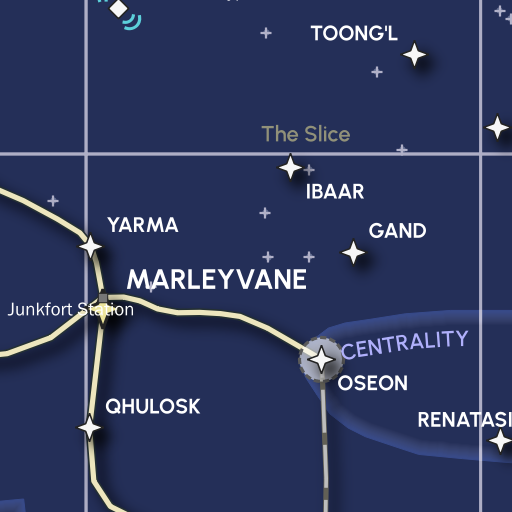 TOONG'L
The Slice
IBAAR
YARMA
GAND
MARLEYVANE
Junkfort Station
CENTRALITY
OSEON
QHULOSK
RENATASI